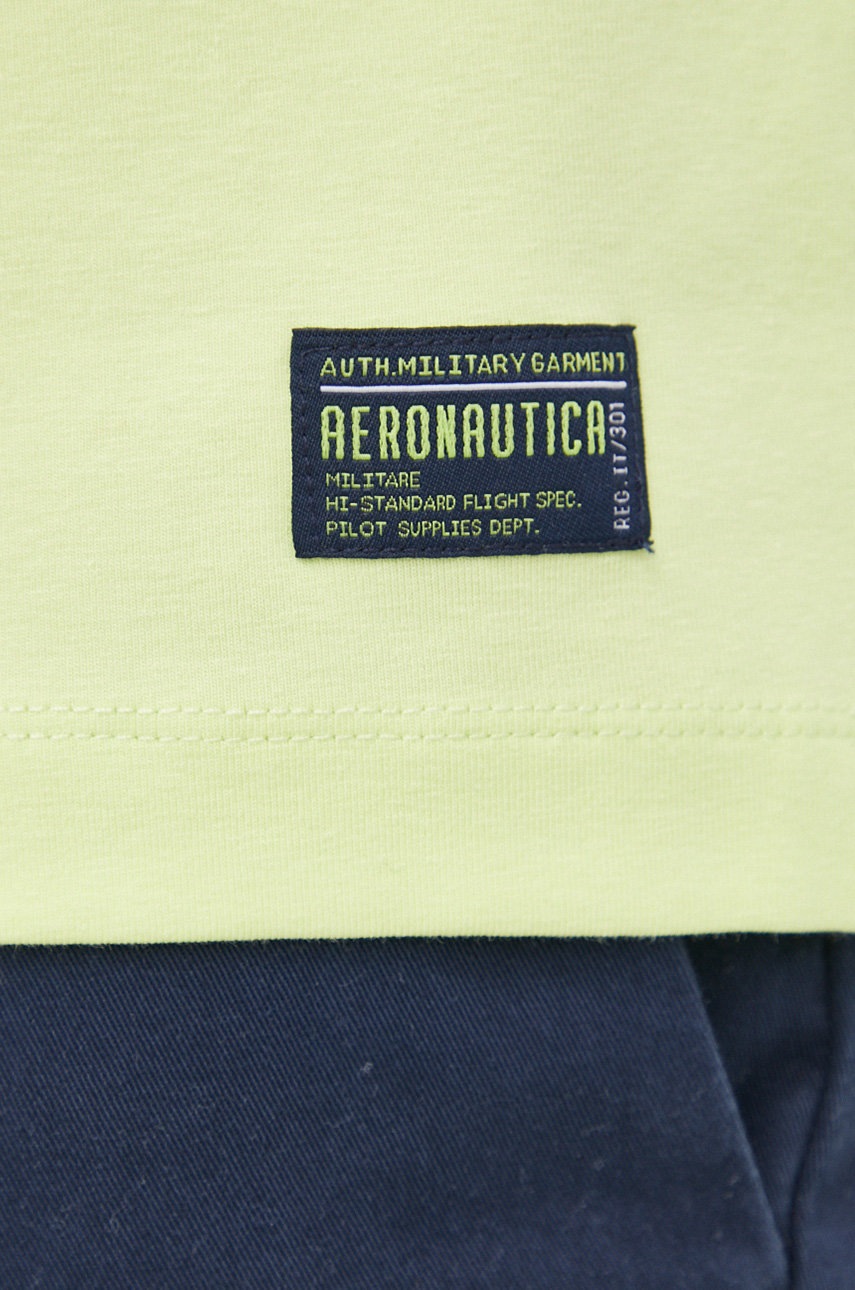 AUTH.MILITARY GARMENT
AERONAUTICA
MILITARE
HI-STANDARD FLIGHT SPEC.
PILOT SUPPLIES DEPT.
REG. IT/301